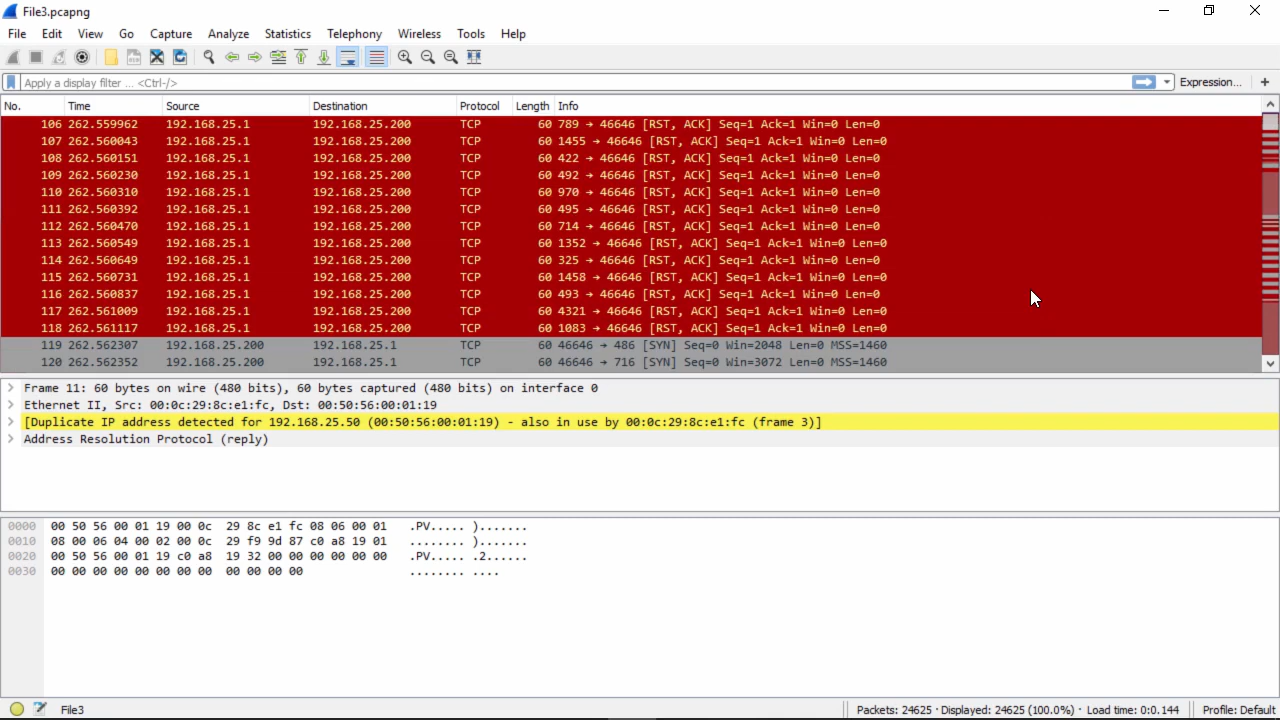 File3.pcapng
File Edit View Go Capture Analyze Statistics Telephony Wireless Tools Help
Apply a display filter ... <Ctrl-/> Expression... +
No. Time Source Destination Protocol Length Info
106 262.559962 192.168.25.1 192.168.25.200 TCP 60 789 → 46646 [RST, ACK] Seq=1 Ack=1 Win=0 Len=0
107 262.560043 192.168.25.1 192.168.25.200 TCP 60 1455 → 46646 [RST, ACK] Seq=1 Ack=1 Win=0 Len=0
108 262.560151 192.168.25.1 192.168.25.200 TCP 60 422 → 46646 [RST, ACK] Seq=1 Ack=1 Win=0 Len=0
109 262.560230 192.168.25.1 192.168.25.200 TCP 60 492 → 46646 [RST, ACK] Seq=1 Ack=1 Win=0 Len=0
110 262.560310 192.168.25.1 192.168.25.200 TCP 60 970 → 46646 [RST, ACK] Seq=1 Ack=1 Win=0 Len=0
111 262.560392 192.168.25.1 192.168.25.200 TCP 60 495 → 46646 [RST, ACK] Seq=1 Ack=1 Win=0 Len=0
112 262.560470 192.168.25.1 192.168.25.200 TCP 60 714 → 46646 [RST, ACK] Seq=1 Ack=1 Win=0 Len=0
113 262.560549 192.168.25.1 192.168.25.200 TCP 60 1352 → 46646 [RST, ACK] Seq=1 Ack=1 Win=0 Len=0
114 262.560649 192.168.25.1 192.168.25.200 TCP 60 325 → 46646 [RST, ACK] Seq=1 Ack=1 Win=0 Len=0
115 262.560731 192.168.25.1 192.168.25.200 TCP 60 1458 → 46646 [RST, ACK] Seq=1 Ack=1 Win=0 Len=0
116 262.560837 192.168.25.1 192.168.25.200 TCP 60 493 → 46646 [RST, ACK] Seq=1 Ack=1 Win=0 Len=0
117 262.561009 192.168.25.1 192.168.25.200 TCP 60 4321 → 46646 [RST, ACK] Seq=1 Ack=1 Win=0 Len=0
118 262.561117 192.168.25.1 192.168.25.200 TCP 60 1083 → 46646 [RST, ACK] Seq=1 Ack=1 Win=0 Len=0
119 262.562307 192.168.25.200 192.168.25.1 TCP 60 46646 → 486 [SYN] Seq=0 Win=2048 Len=0 MSS=1460
120 262.562352 192.168.25.200 192.168.25.1 TCP 60 46646 → 716 [SYN] Seq=0 Win=3072 Len=0 MSS=1460
Frame 11: 60 bytes on wire (480 bits), 60 bytes captured (480 bits) on interface 0
Ethernet II, Src: 00:0c:29:8c:e1:fc, Dst: 00:50:56:00:01:19
[Duplicate IP address detected for 192.168.25.50 (00:50:56:00:01:19) - also in use by 00:0c:29:8c:e1:fc (frame 3)]
Address Resolution Protocol (reply)
0000 00 50 56 00 01 19 00 0c 29 8c e1 fc 08 06 00 01 .PV..... ).......
0010 08 00 06 04 00 02 00 0c 29 f9 9d 87 c0 a8 19 01 ........ ).......
0020 00 50 56 00 01 19 c0 a8 19 32 00 00 00 00 00 00 .PV..... .2......
0030 00 00 00 00 00 00 00 00 00 00 00 00 ........ ....
File3 Packets: 24625 · Displayed: 24625 (100.0%) · Load time: 0:0.144 Profile: Default